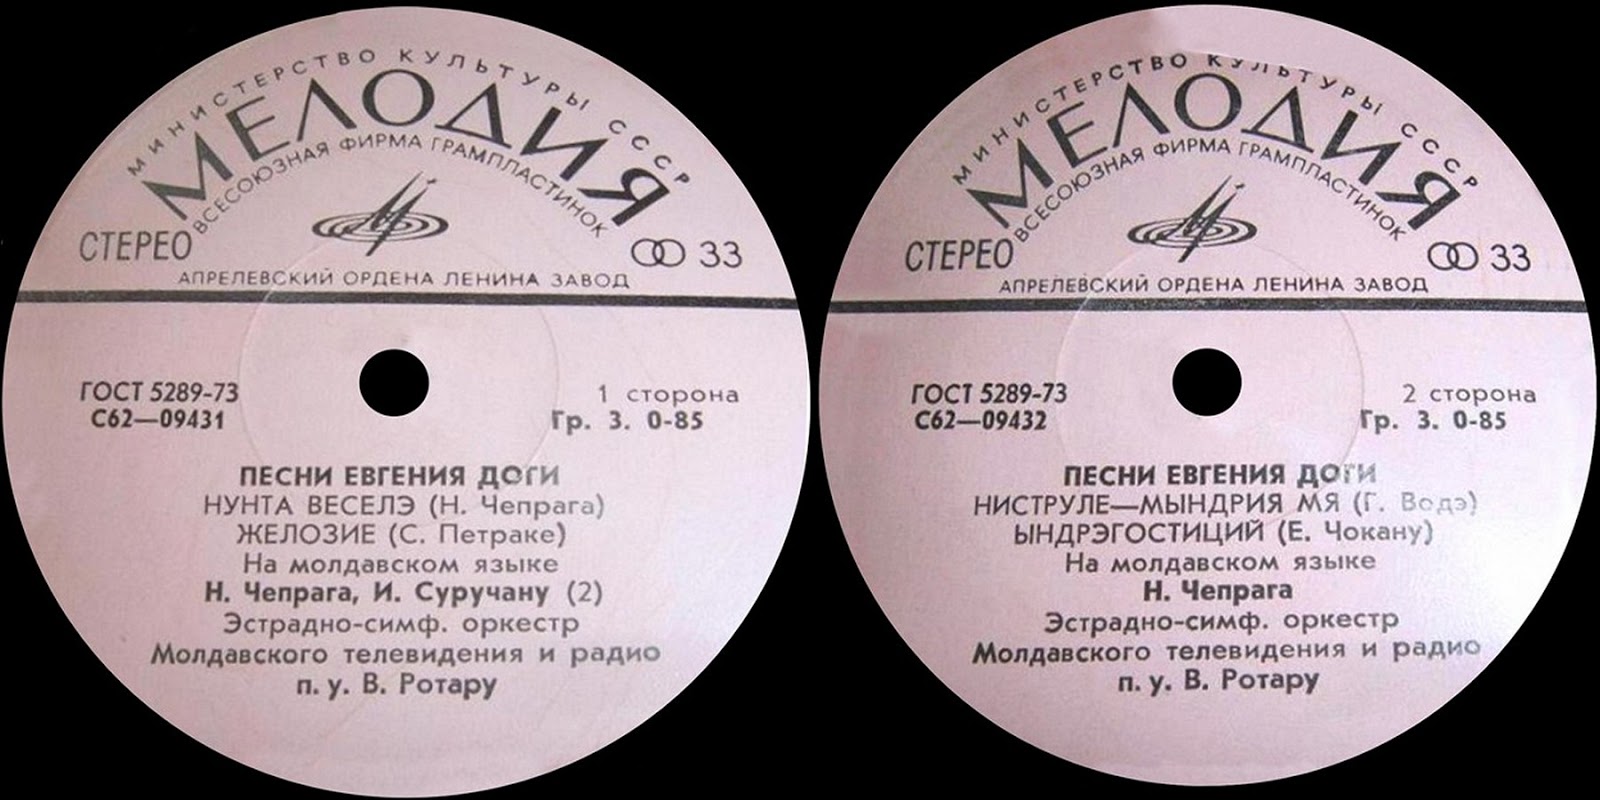 МИНИСТЕРСТВО КУЛЬТУРЫ СССР
МЕЛОДИЯ
ВСЕСОЮЗНАЯ ФИРМА ГРАМПЛАСТИНОК
СТЕРЕО
33
АПРЕЛЕВСКИЙ ОРДЕНА ЛЕНИНА ЗАВОД
ГОСТ 5289-73
С62—09431
1 сторона
Гр. 3. 0-85
ПЕСНИ ЕВГЕНИЯ ДОГИ
НУНТА ВЕСЕЛЭ (Н. Чепрага)
ЖЕЛОЗИЕ (С. Петраке)
На молдавском языке
Н. Чепрага, И. Суручану (2)
Эстрадно-симф. оркестр
Молдавского телевидения и радио
п. у. В. Ротару
МИНИСТЕРСТВО КУЛЬТУРЫ СССР
МЕЛОДИЯ
ВСЕСОЮЗНАЯ ФИРМА ГРАМПЛАСТИНОК
СТЕРЕО
33
АПРЕЛЕВСКИЙ ОРДЕНА ЛЕНИНА ЗАВОД
ГОСТ 5289-73
С62—09432
2 сторона
Гр. 3. 0-85
ПЕСНИ ЕВГЕНИЯ ДОГИ
НИСТРУЛЕ—МЫНДРИЯ МЯ (Г. Водэ)
ЫНДРЭГОСТИЦИЙ (Е. Чокану)
На молдавском языке
Н. Чепрага
Эстрадно-симф. оркестр
Молдавского телевидения и радио
п. у. В. Ротару